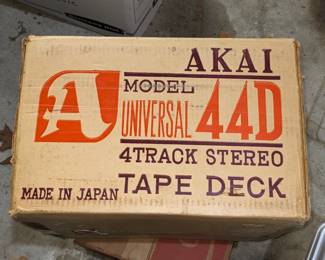 AKAI
A
MODEL
UNIVERSAL 44D
4TRACK STEREO
MADE IN JAPAN TAPE DECK